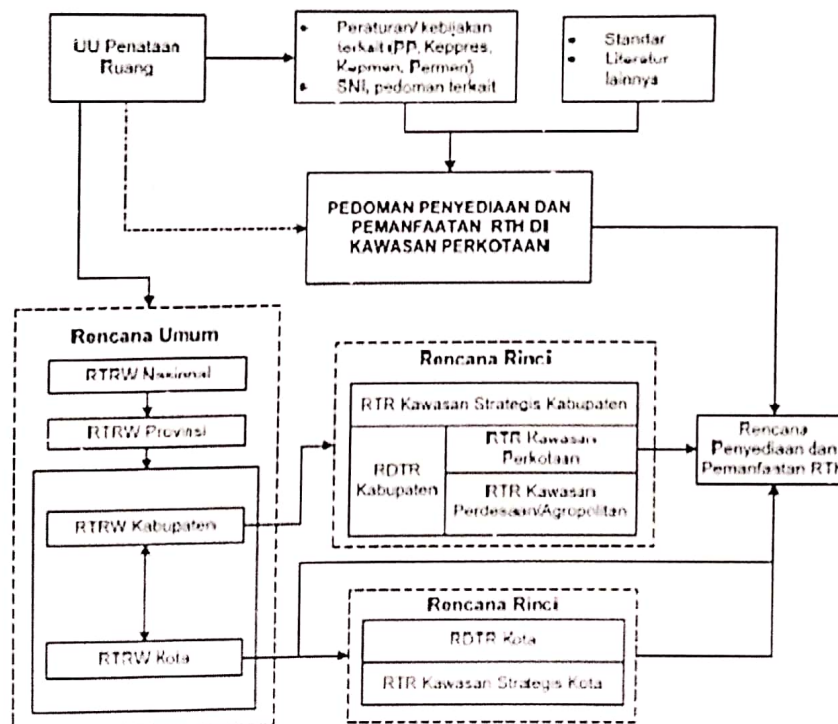 UU Penataan
Ruang
• Peraturan/ kebijakan
terkait (PP, Keppres,
Kepmen, Permen)
• SNI, pedoman terkait
• Standar
• Literatur
lainnya
PEDOMAN PENYEDIAAN DAN
PEMANFAATAN RTH DI
KAWASAN PERKOTAAN
Rencana Umum
RTRW Nasional
RTRW Provinsi
RTRW Kabupaten
RTRW Kota
Rencana Rinci
RTR Kawasan Strategis Kabupaten
RDTR
Kabupaten
RTR Kawasan
Perkotaan
RTR Kawasan
Perdesaan/Agropolitan
Rencana Rinci
RDTR Kota
RTR Kawasan Strategis Kota
Rencana
Penyediaan dan
Pemanfaatan RTH